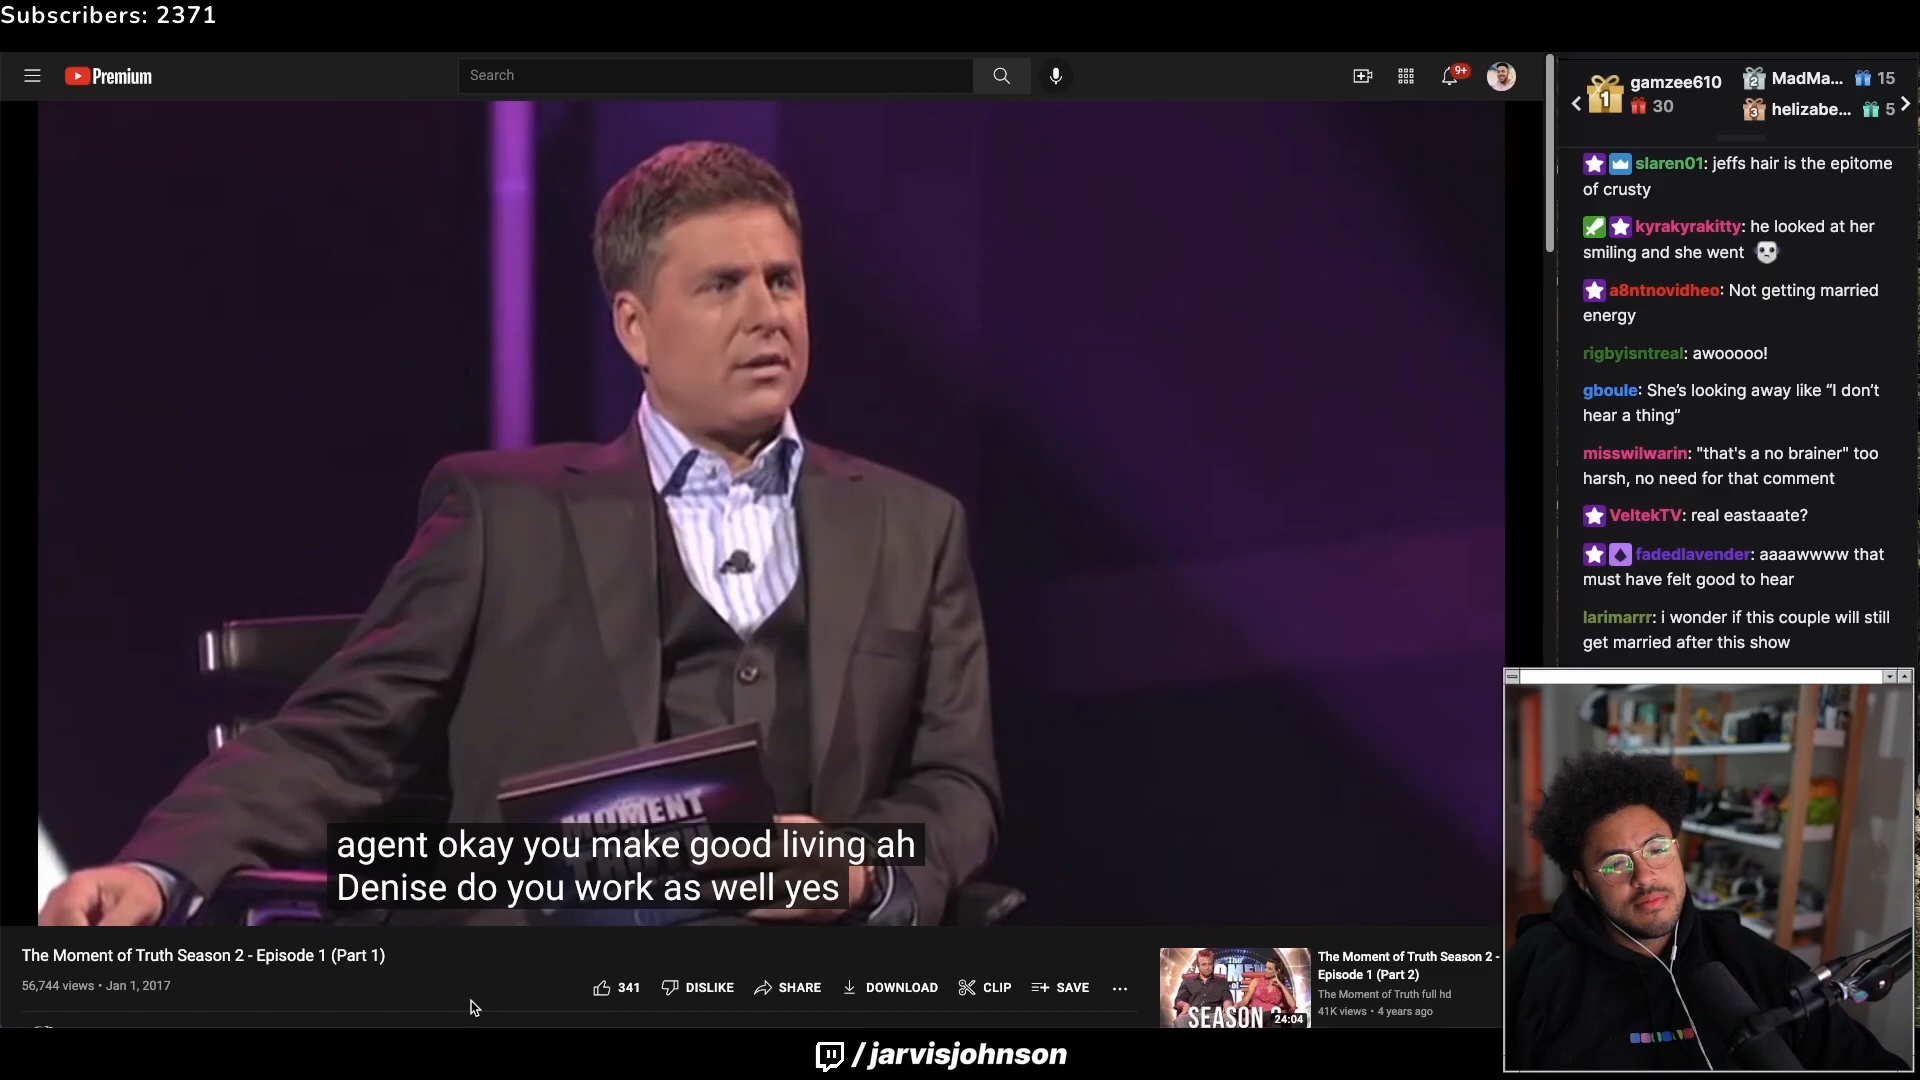 Subscribers: 2371
Premium
Search
9+
1
gamzee610
30
2
MadMa...
15
3
helizabe...
5
slaren01: jeffs hair is the epitome
of crusty
kyrakyrakitty: he looked at her
smiling and she went
a8ntnovidheo: Not getting married
energy
rigbyisntreal: awooooo!
gboule: She's looking away like “I don't
hear a thing”
misswilwarin: "that's a no brainer" too
harsh, no need for that comment
VeltekTV: real eastaaate?
fadedlavender: aaaawwww that
must have felt good to hear
larimarrr: i wonder if this couple will still
get married after this show
MOMENT
agent okay you make good living ah
Denise do you work as well yes
The Moment of Truth Season 2 - Episode 1 (Part 1)
56,744 views • Jan 1, 2017
341
DISLIKE
SHARE
DOWNLOAD
CLIP
SAVE
...
SEASON
24:04
The Moment of Truth Season 2 -
Episode 1 (Part 2)
The Moment of Truth full hd
41K views • 4 years ago
/jarvisjohnson